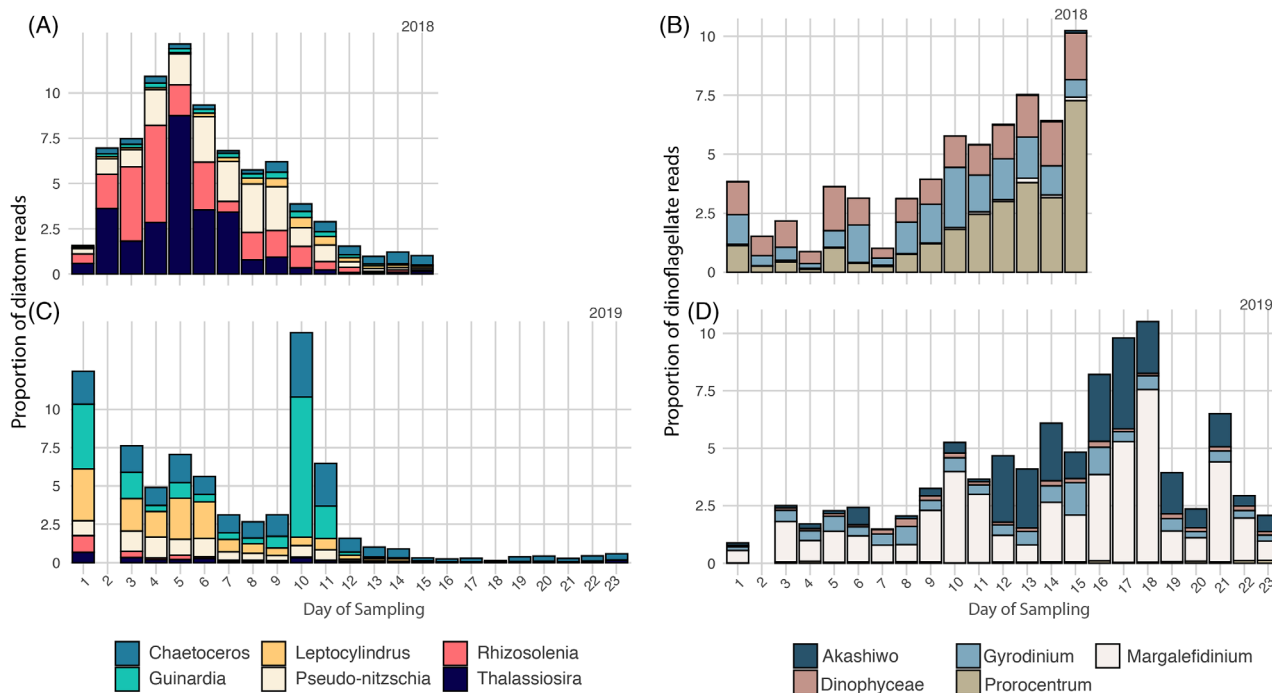 (A)
2018
10
7.5
5
2.5
0
(B)
2018
10
7.5
5
2.5
0
Proportion of diatom reads
Proportion of dinoflagellate reads
(C)
2019
10
7.5
5
2.5
0
1 2 3 4 5 6 7 8 9 10 11 12 13 14 15 16 17 18 19 20 21 22 23
Day of Sampling
(D)
2019
10
7.5
5
2.5
0
1 2 3 4 5 6 7 8 9 10 11 12 13 14 15 16 17 18 19 20 21 22 23
Day of Sampling
Chaetoceros Leptocylindrus Rhizosolenia
Guinardia Pseudo-nitzschia Thalassiosira
Akashiwo Gyrodinium Margalefidinium
Dinophyceae Prorocentrum